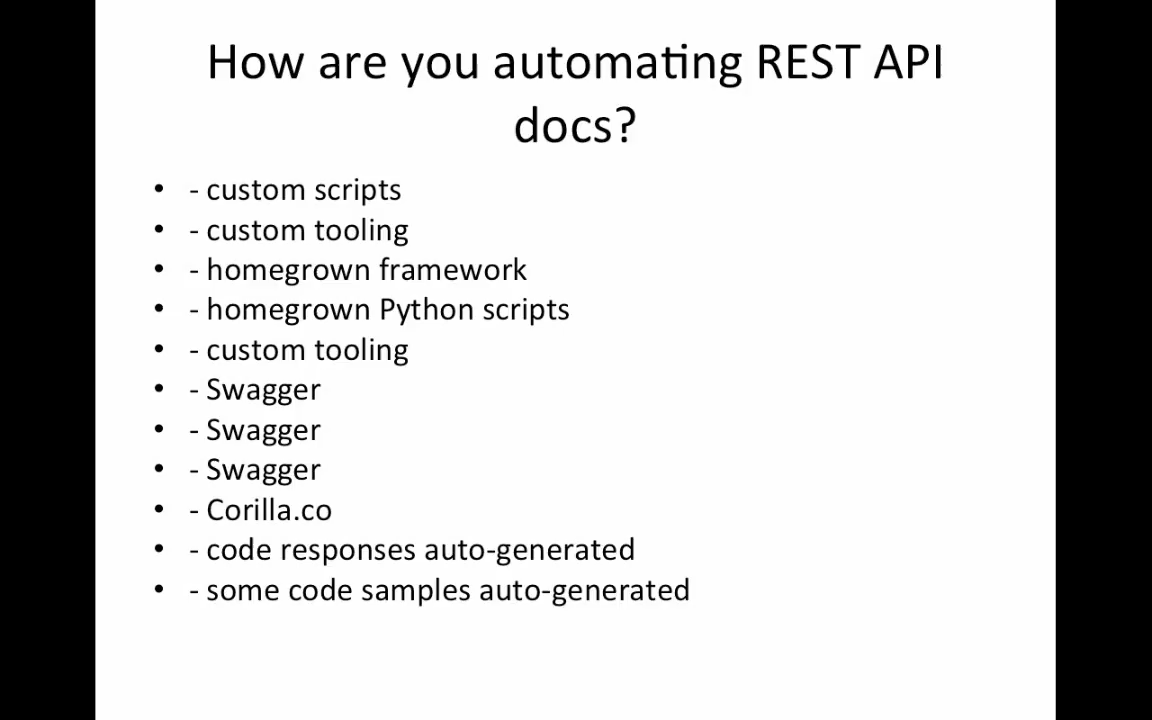 How are you automating REST API
docs?
• - custom scripts
• - custom tooling
• - homegrown framework
• - homegrown Python scripts
• - custom tooling
• - Swagger
• - Swagger
• - Swagger
• - Corilla.co
• - code responses auto-generated
• - some code samples auto-generated